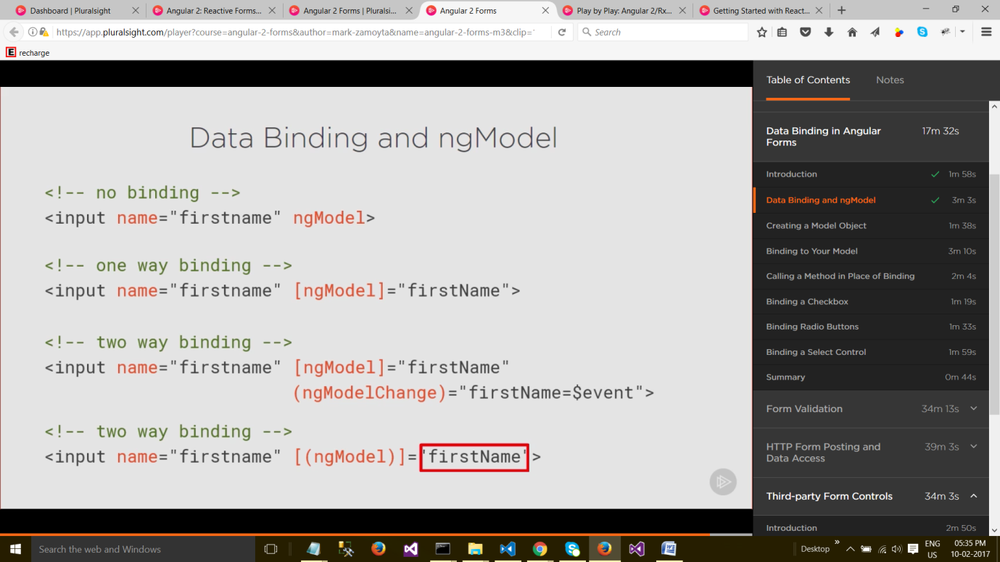 Dashboard | Pluralsight
Angular 2: Reactive Forms...
Angular 2 Forms | Pluralsi...
Angular 2 Forms
Play by Play: Angular 2/Rx...
Getting Started with React...
https://app.pluralsight.com/player?course=angular-2-forms&author=mark-zamoyta&name=angular-2-forms-m3&clip=
Search
E recharge
Data Binding and ngModel
<!-- no binding -->
<input name="firstname" ngModel>
<!-- one way binding -->
<input name="firstname" [ngModel]="firstName">
<!-- two way binding -->
<input name="firstname" [ngModel]="firstName"
(ngModelChange)="firstName=$event">
<!-- two way binding -->
<input name="firstname" [(ngModel)]="firstName">
Table of Contents
Notes
Data Binding in Angular
Forms
17m 32s
Introduction 1m 58s
Data Binding and ngModel 3m 3s
Creating a Model Object 1m 38s
Binding to Your Model 3m 10s
Calling a Method in Place of Binding 2m 4s
Binding a Checkbox 1m 19s
Binding Radio Buttons 1m 33s
Binding a Select Control 1m 59s
Summary 0m 44s
Form Validation 34m 13s
HTTP Form Posting and
Data Access
39m 3s
Third-party Form Controls 34m 3s
Introduction 2m 50s
Search the web and Windows
Desktop
ENG
US
05:35 PM
10-02-2017